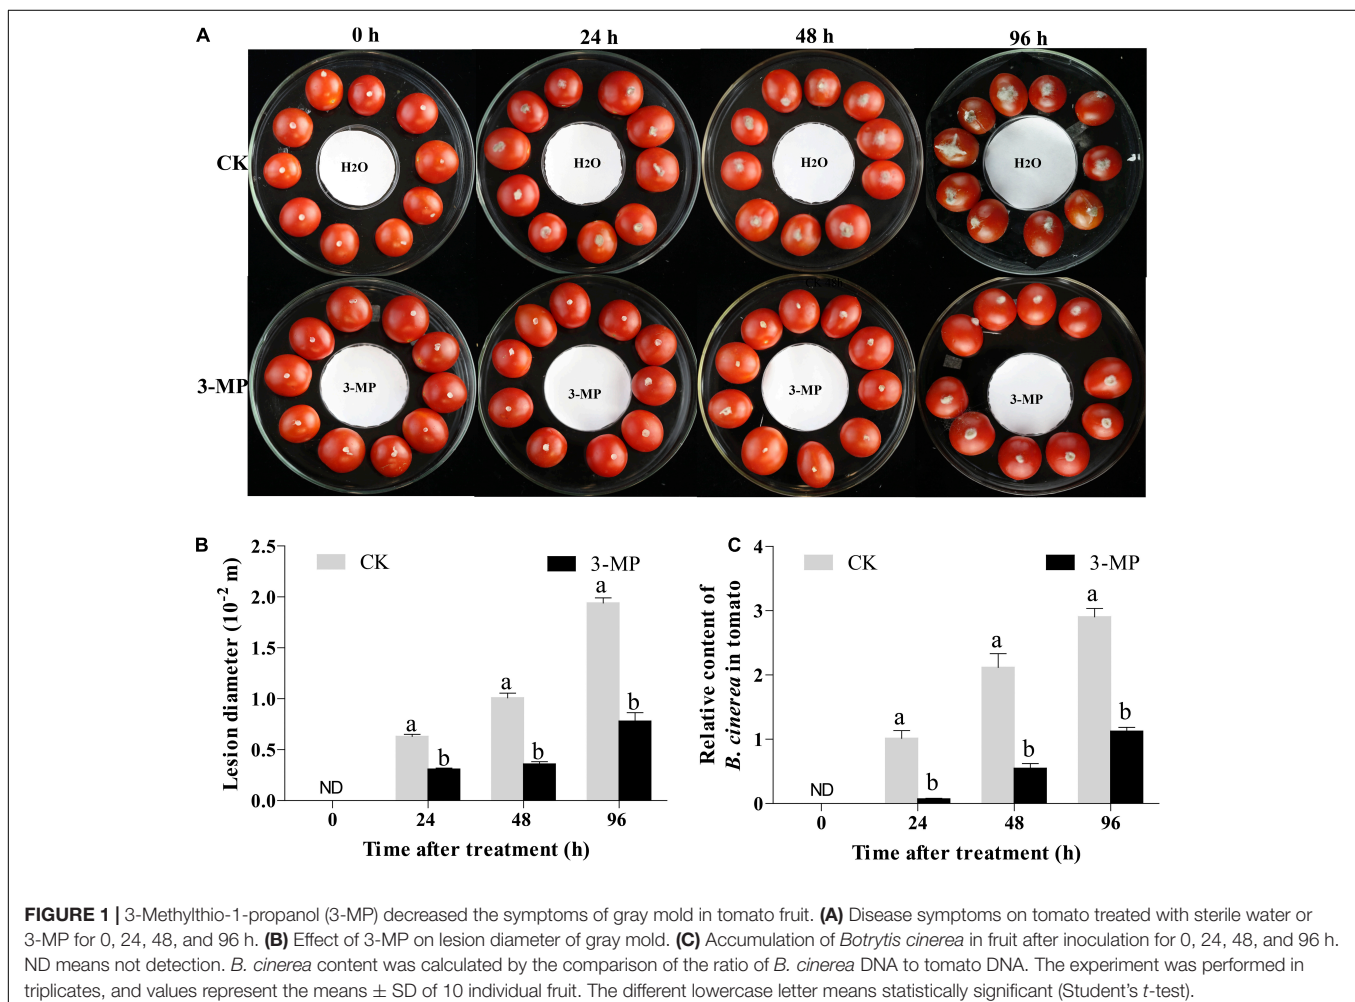 A
0 h 24 h 48 h 96 h
CK
H2O H2O H2O H2O
3-MP
3-MP 3-MP 3-MP 3-MP
B
Lesion diameter (10⁻² m)
2.5
2.0
1.5
1.0
0.5
0.0
CK 3-MP
ND a b a b a b
0 24 48 96
Time after treatment (h)
C
Relative content of
B. cinerea in tomato
4
3
2
1
0
CK 3-MP
ND a b a b a b
0 24 48 96
Time after treatment (h)
FIGURE 1 | 3-Methylthio-1-propanol (3-MP) decreased the symptoms of gray mold in tomato fruit. (A) Disease symptoms on tomato treated with sterile water or
3-MP for 0, 24, 48, and 96 h. (B) Effect of 3-MP on lesion diameter of gray mold. (C) Accumulation of Botrytis cinerea in fruit after inoculation for 0, 24, 48, and 96 h.
ND means not detection. B. cinerea content was calculated by the comparison of the ratio of B. cinerea DNA to tomato DNA. The experiment was performed in
triplicates, and values represent the means ± SD of 10 individual fruit. The different lowercase letter means statistically significant (Student's t-test).